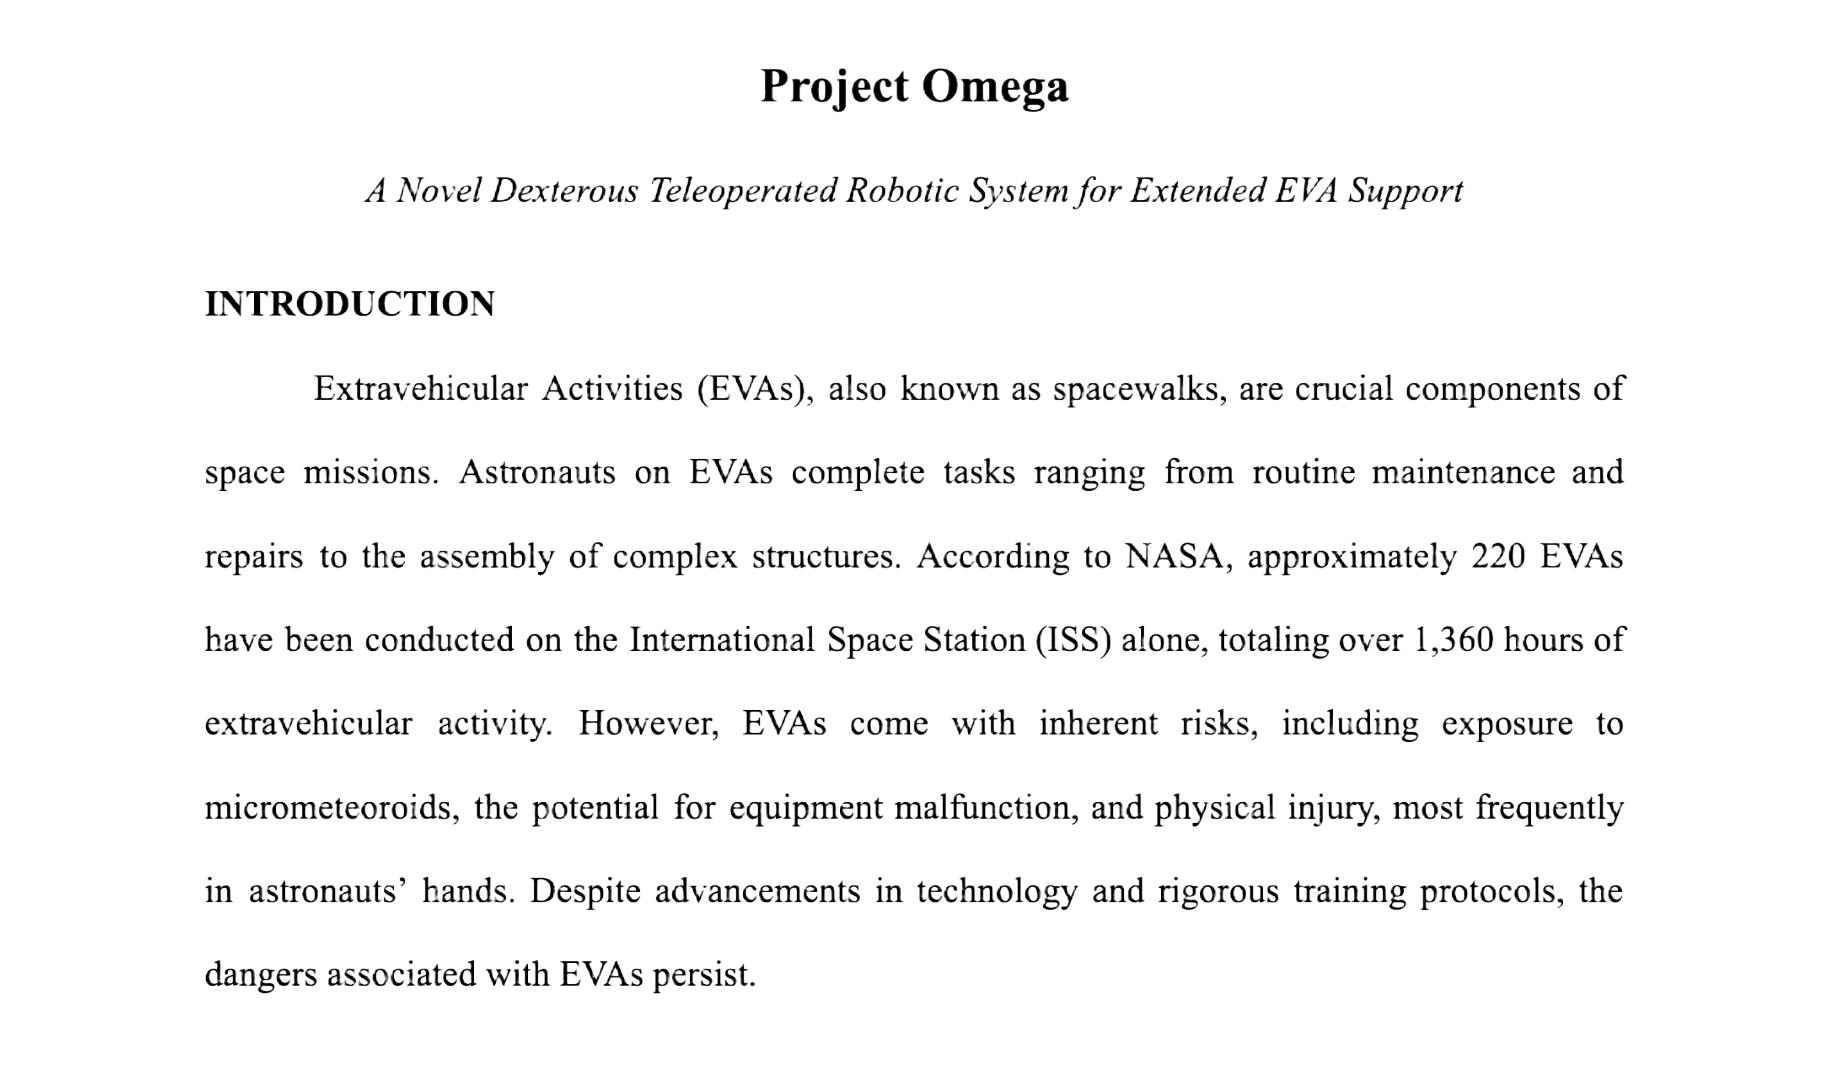 Project Omega
A Novel Dexterous Teleoperated Robotic System for Extended EVA Support
INTRODUCTION
Extravehicular Activities (EVAs), also known as spacewalks, are crucial components of
space missions. Astronauts on EVAs complete tasks ranging from routine maintenance and
repairs to the assembly of complex structures. According to NASA, approximately 220 EVAs
have been conducted on the International Space Station (ISS) alone, totaling over 1,360 hours of
extravehicular activity. However, EVAs come with inherent risks, including exposure to
micrometeoroids, the potential for equipment malfunction, and physical injury, most frequently
in astronauts’ hands. Despite advancements in technology and rigorous training protocols, the
dangers associated with EVAs persist.